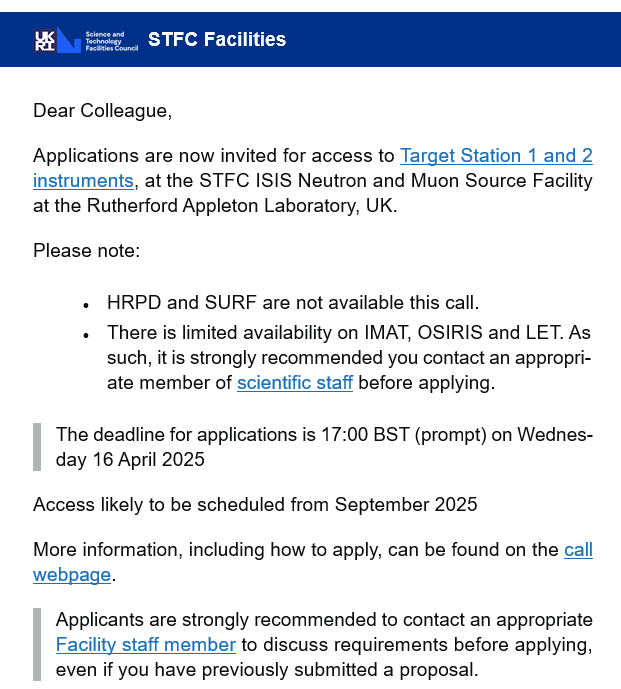 UK
RI
Science and
Technology
Facilities Council
STFC Facilities
Dear Colleague,
Applications are now invited for access to Target Station 1 and 2
instruments, at the STFC ISIS Neutron and Muon Source Facility
at the Rutherford Appleton Laboratory, UK.
Please note:
• HRPD and SURF are not available this call.
• There is limited availability on IMAT, OSIRIS and LET. As
such, it is strongly recommended you contact an appropri-
ate member of scientific staff before applying.
The deadline for applications is 17:00 BST (prompt) on Wednes-
day 16 April 2025
Access likely to be scheduled from September 2025
More information, including how to apply, can be found on the call
webpage.
Applicants are strongly recommended to contact an appropriate
Facility staff member to discuss requirements before applying,
even if you have previously submitted a proposal.